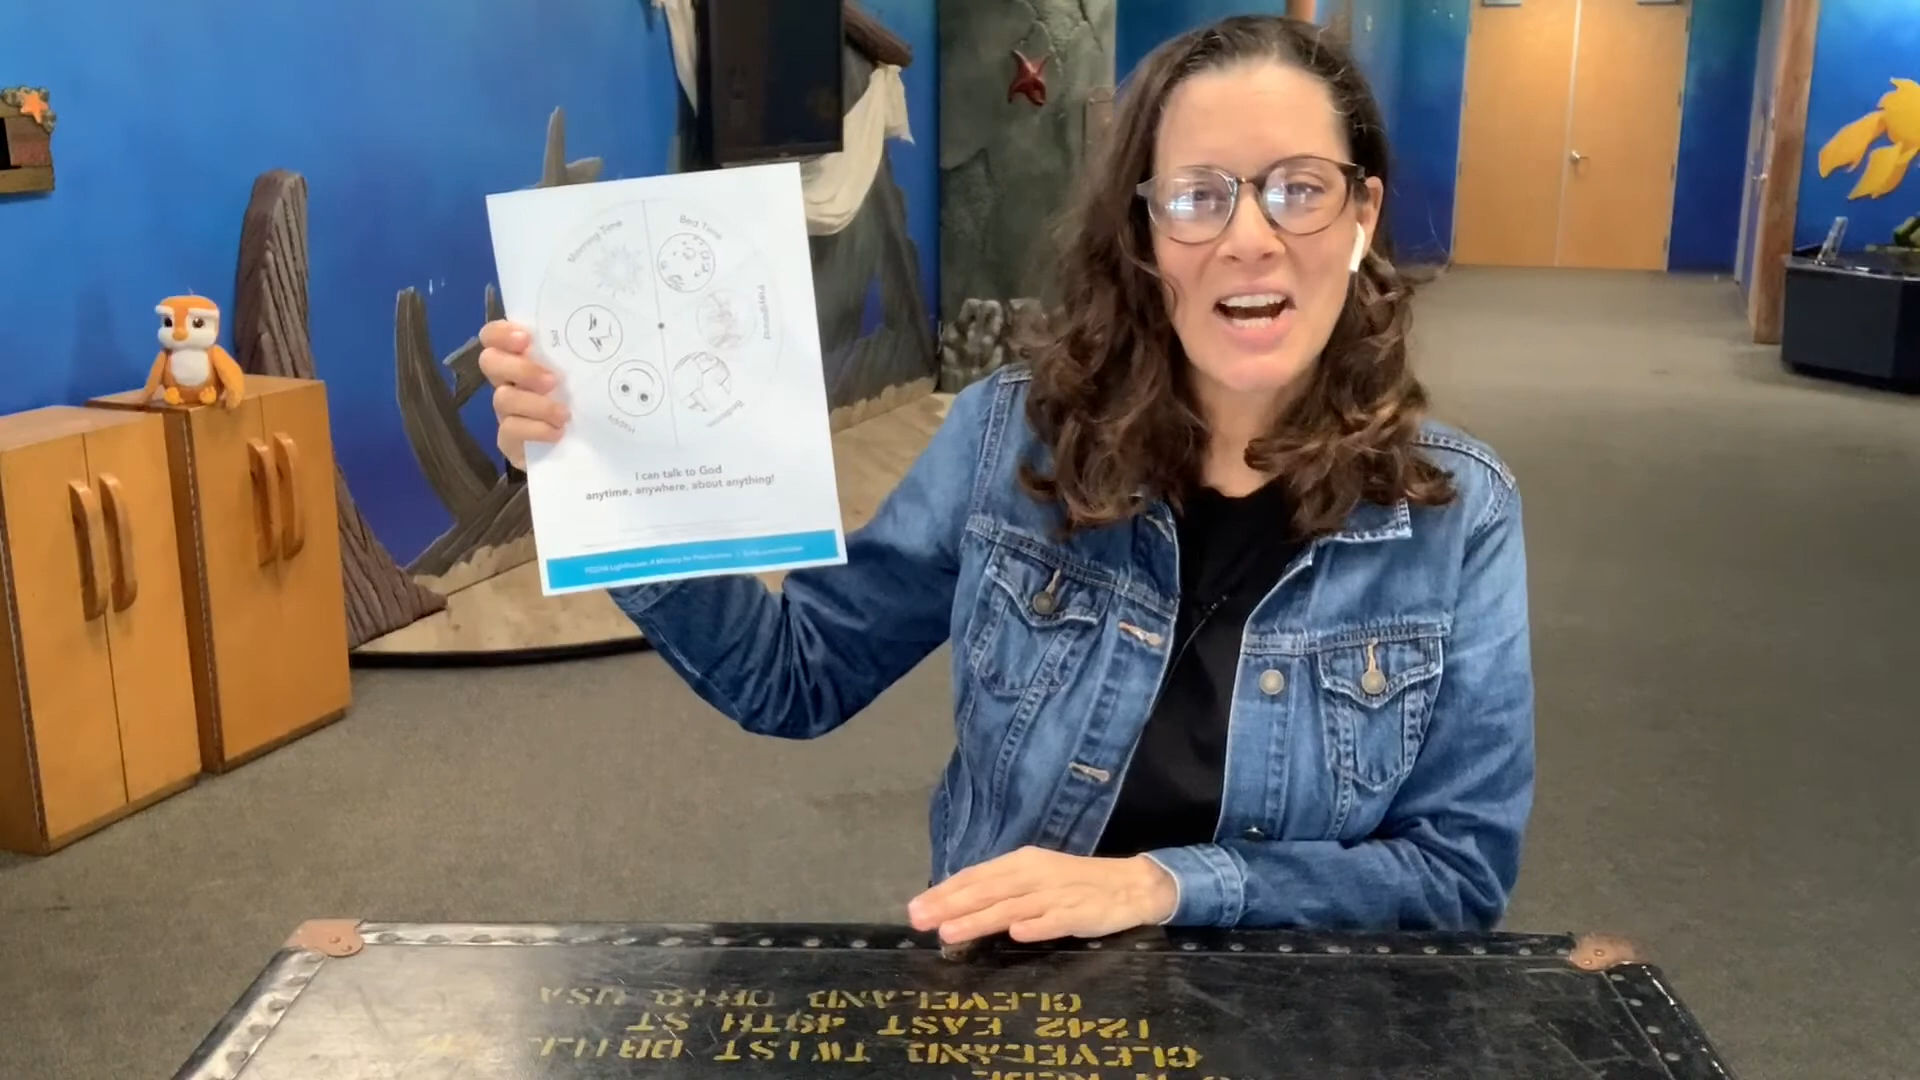 Morning Time
Bed Time
Playground
Sad
Happy
Bedroom
I can talk to God
anytime, anywhere, about anything!
CLEVELAND TWIST DRILL
1242 EAST 49TH ST
CLEVELAND OHIO USA